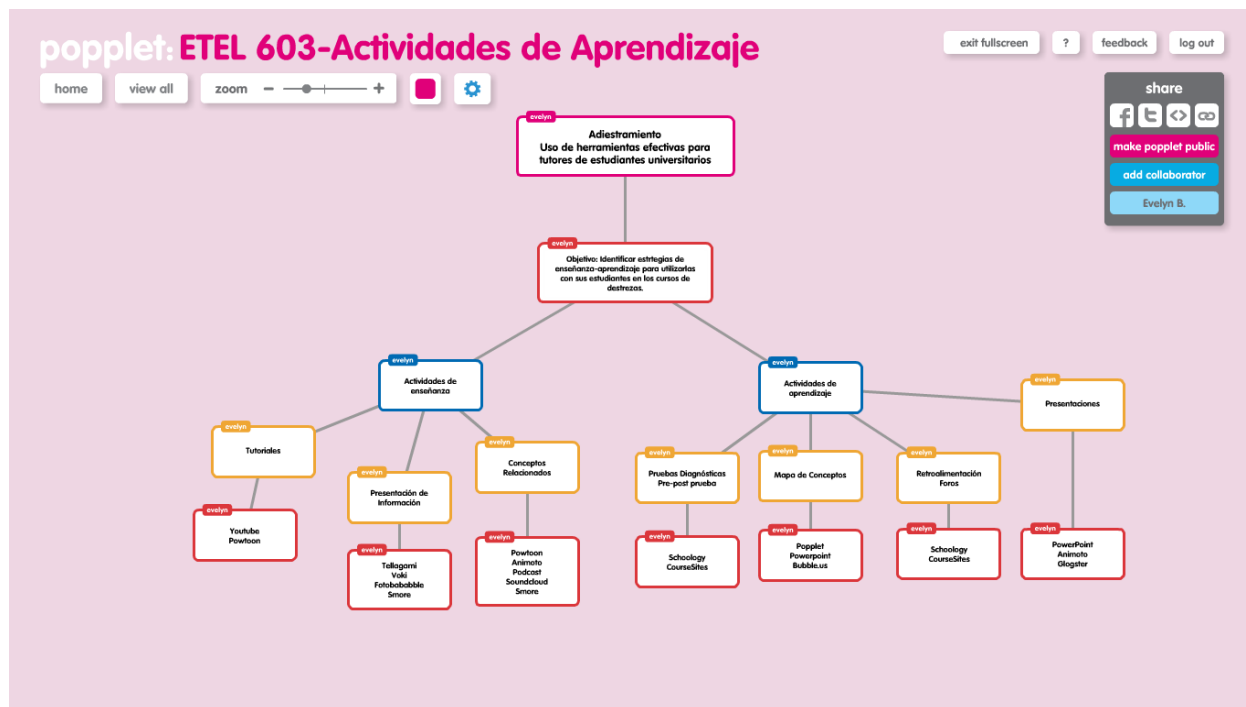 popplet: ETEL 603-Actividades de Aprendizaje
exit fullscreen
?
feedback
log out
home
view all
zoom
share
make popplet public
add collaborator
Evelyn B.
evelyn
Adiestramiento
Uso de herramientas efectivas para
tutores de estudiantes universitarios
evelyn
Objetivo: Identificar estrtegias de
enseñanza-aprendizaje para utilizarlas
con sus estudiantes en los cursos de
destrezas.
evelyn
Actividades de
enseñanza
evelyn
Actividades de
aprendizaje
evelyn
Presentaciones
evelyn
Tutoriales
evelyn
Presentación de
Información
evelyn
Conceptos
Relacionados
evelyn
Pruebas Diagnósticas
Pre-post prueba
evelyn
Mapa de Conceptos
evelyn
Retroalimentación
Foros
evelyn
Youtube
Powtoon
evelyn
Tellagami
Voki
Fotobababble
Smore
evelyn
Powtoon
Animoto
Podcast
Soundcloud
Smore
evelyn
Schoology
CourseSites
evelyn
Popplet
Powerpoint
Bubble.us
evelyn
Schoology
CourseSites
evelyn
PowerPoint
Animoto
Glogster